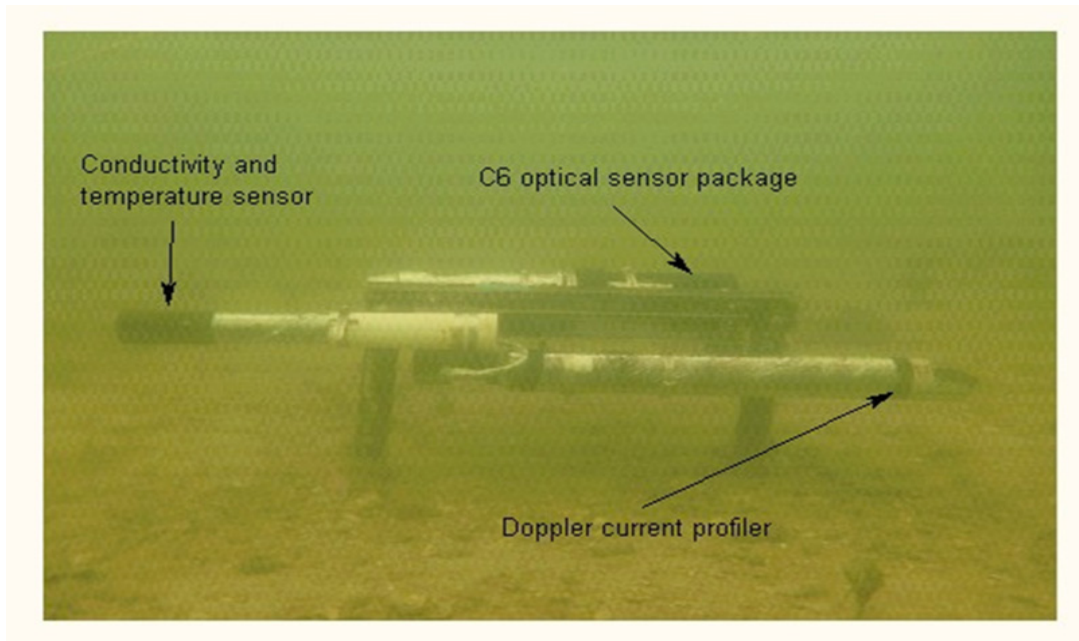 Conductivity and
temperature sensor
C6 optical sensor package
Doppler current profiler